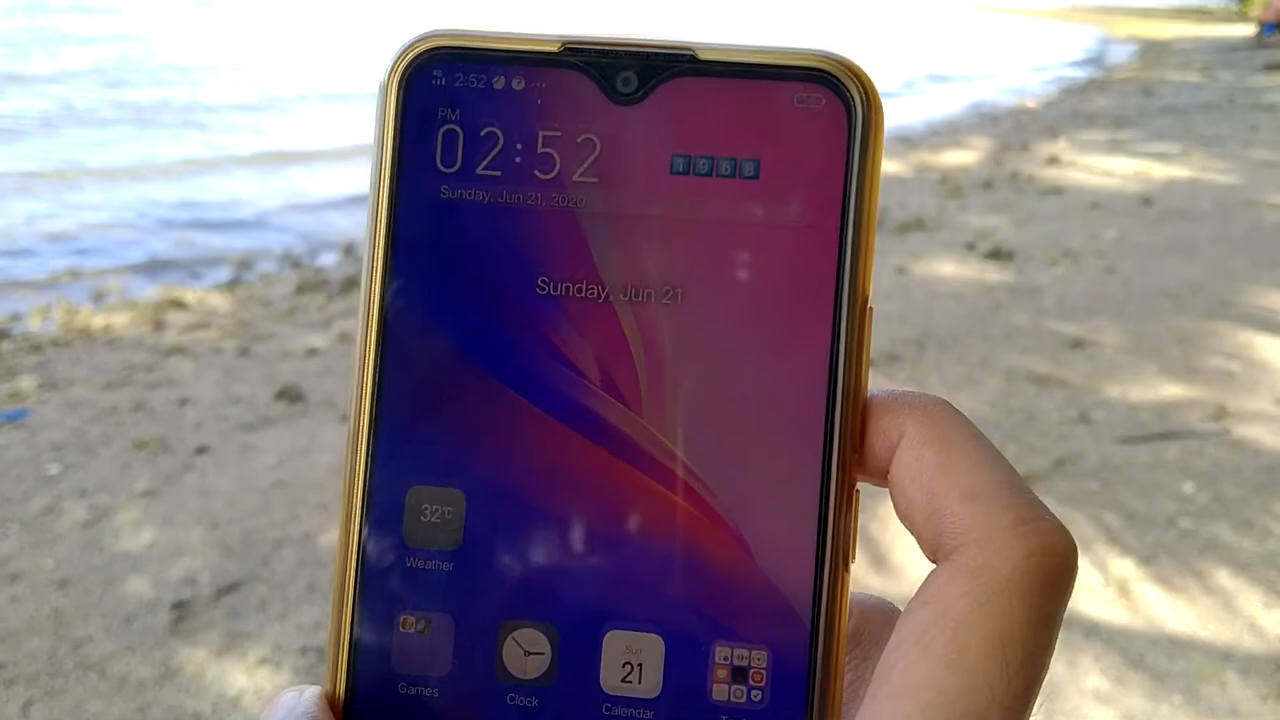 4G 2:52 ...
PM
02:52 1968
Sunday, Jun 21, 2020
Sunday, Jun 21
32°C
Weather
Sun
21
Games Clock Calendar